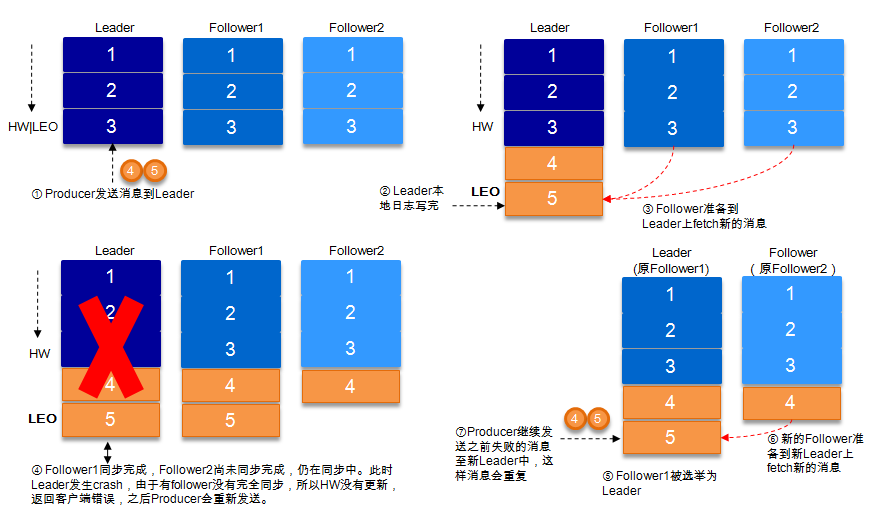 Leader Follower1 Follower2
1 1 1
2 2 2
HW|LEO 3 3 3
4 5
① Producer发送消息到Leader
Leader Follower1 Follower2
1 1 1
2 2 2
HW 3 3 3
4
② Leader本
地日志写完
LEO 5
③ Follower准备到
Leader上fetch新的消息
Leader Follower1 Follower2
1 1 1
2 2 2
HW 3 3
4 4 4
LEO 5 5
④ Follower1同步完成，Follower2尚未同步完成，仍在同步中。此时
Leader发生crash，由于有follower没有完全同步，所以HW没有更新，
返回客户端错误，之后Producer会重新发送。
Leader Follower
(原Follower1) （原Follower2）
1 1
2 2
3 3
4 4
4 5
5
⑦Producer继续发
送之前失败的消息
至新Leader中，这
样消息会重复
⑤ Follower1被选举为
Leader
⑥ 新的Follower准
备到新Leader上
fetch新的消息